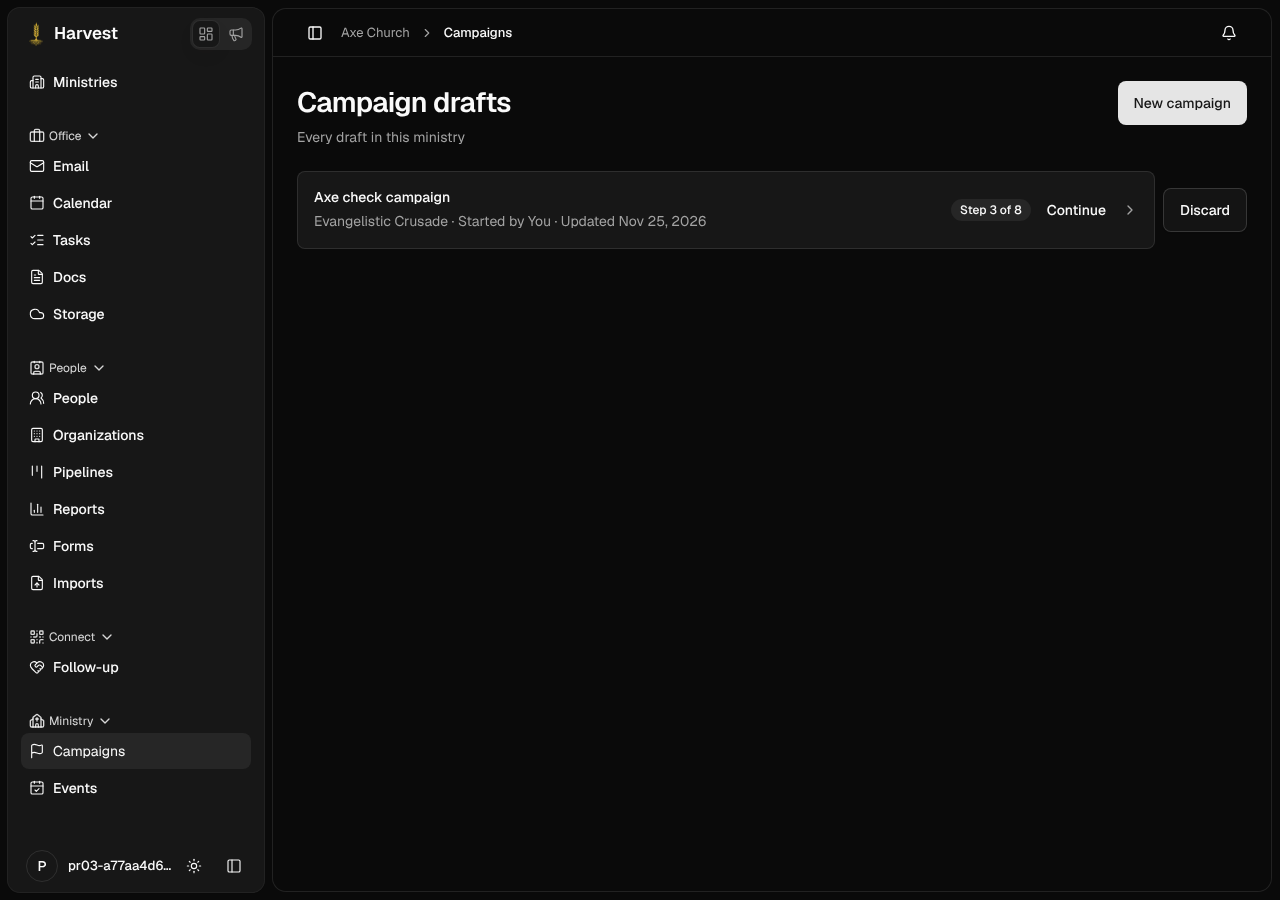 Harvest
Ministries
Office
Email
Calendar
Tasks
Docs
Storage
People
People
Organizations
Pipelines
Reports
Forms
Imports
Connect
Follow-up
Ministry
Campaigns
Events
P
pr03-a77aa4d6…
Axe Church
Campaigns
Campaign drafts
Every draft in this ministry
New campaign
Axe check campaign
Evangelistic Crusade · Started by You · Updated Nov 25, 2026
Step 3 of 8
Continue
Discard